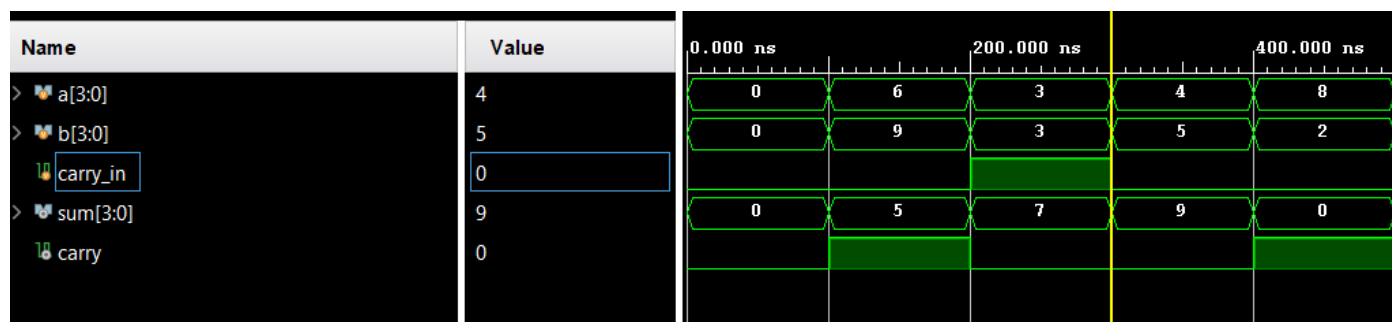 Name Value 0.000 ns 200.000 ns 400.000 ns
a[3:0] 4 0 6 3 4 8
b[3:0] 5 0 9 3 5 2
carry_in 0
sum[3:0] 9 0 5 7 9 0
carry 0